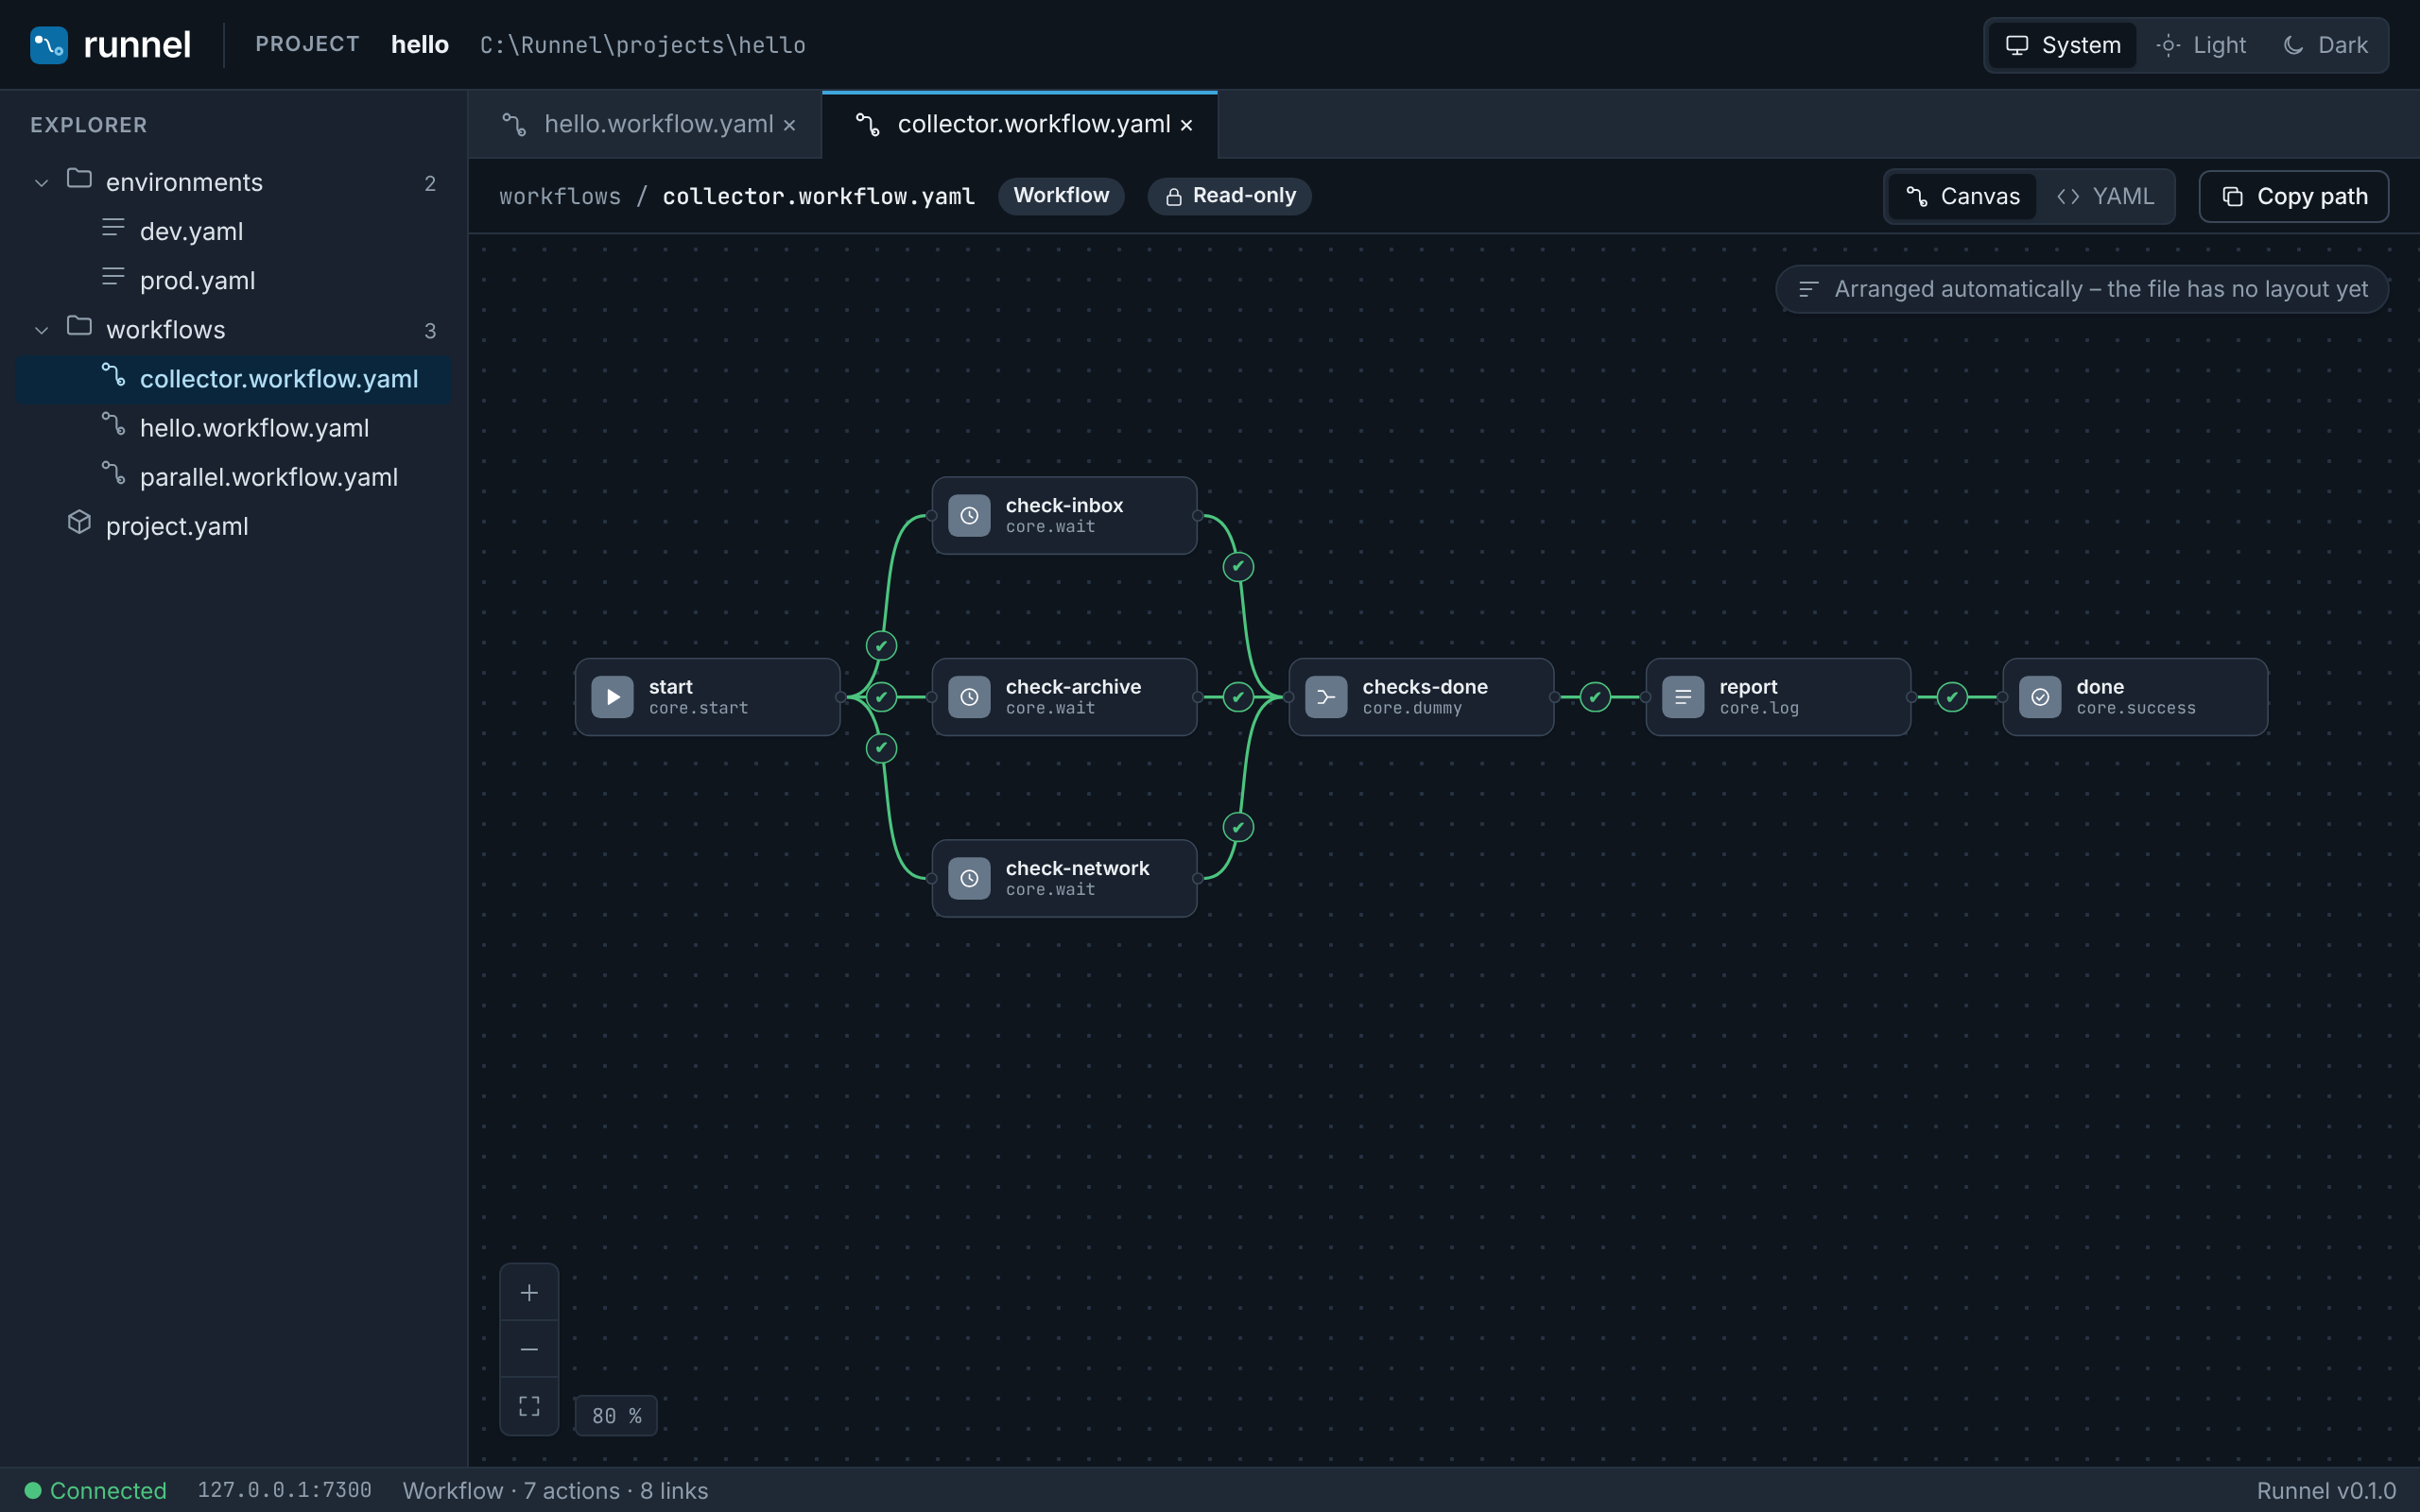 runnel PROJECT hello C:\Runnel\projects\hello System Light Dark
EXPLORER
environments 2
dev.yaml
prod.yaml
workflows 3
collector.workflow.yaml
hello.workflow.yaml
parallel.workflow.yaml
project.yaml
hello.workflow.yaml × collector.workflow.yaml ×
workflows / collector.workflow.yaml Workflow Read-only Canvas YAML Copy path
Arranged automatically – the file has no layout yet
check-inbox
core.wait
start
core.start
check-archive
core.wait
checks-done
core.dummy
report
core.log
done
core.success
check-network
core.wait
80 %
Connected 127.0.0.1:7300 Workflow · 7 actions · 8 links Runnel v0.1.0